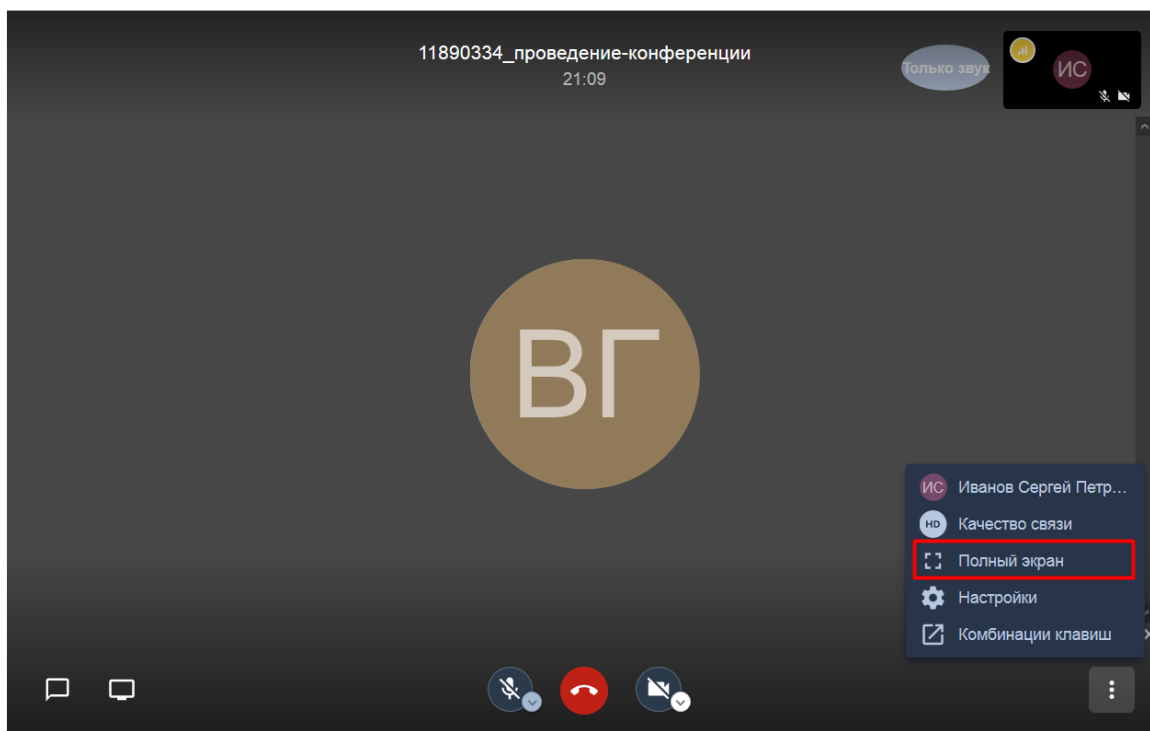 11890334_проведение-конференции
21:09
Только звук
ИС
ВГ
ИС Иванов Сергей Петр...
HD Качество связи
Полный экран
Настройки
Комбинации клавиш